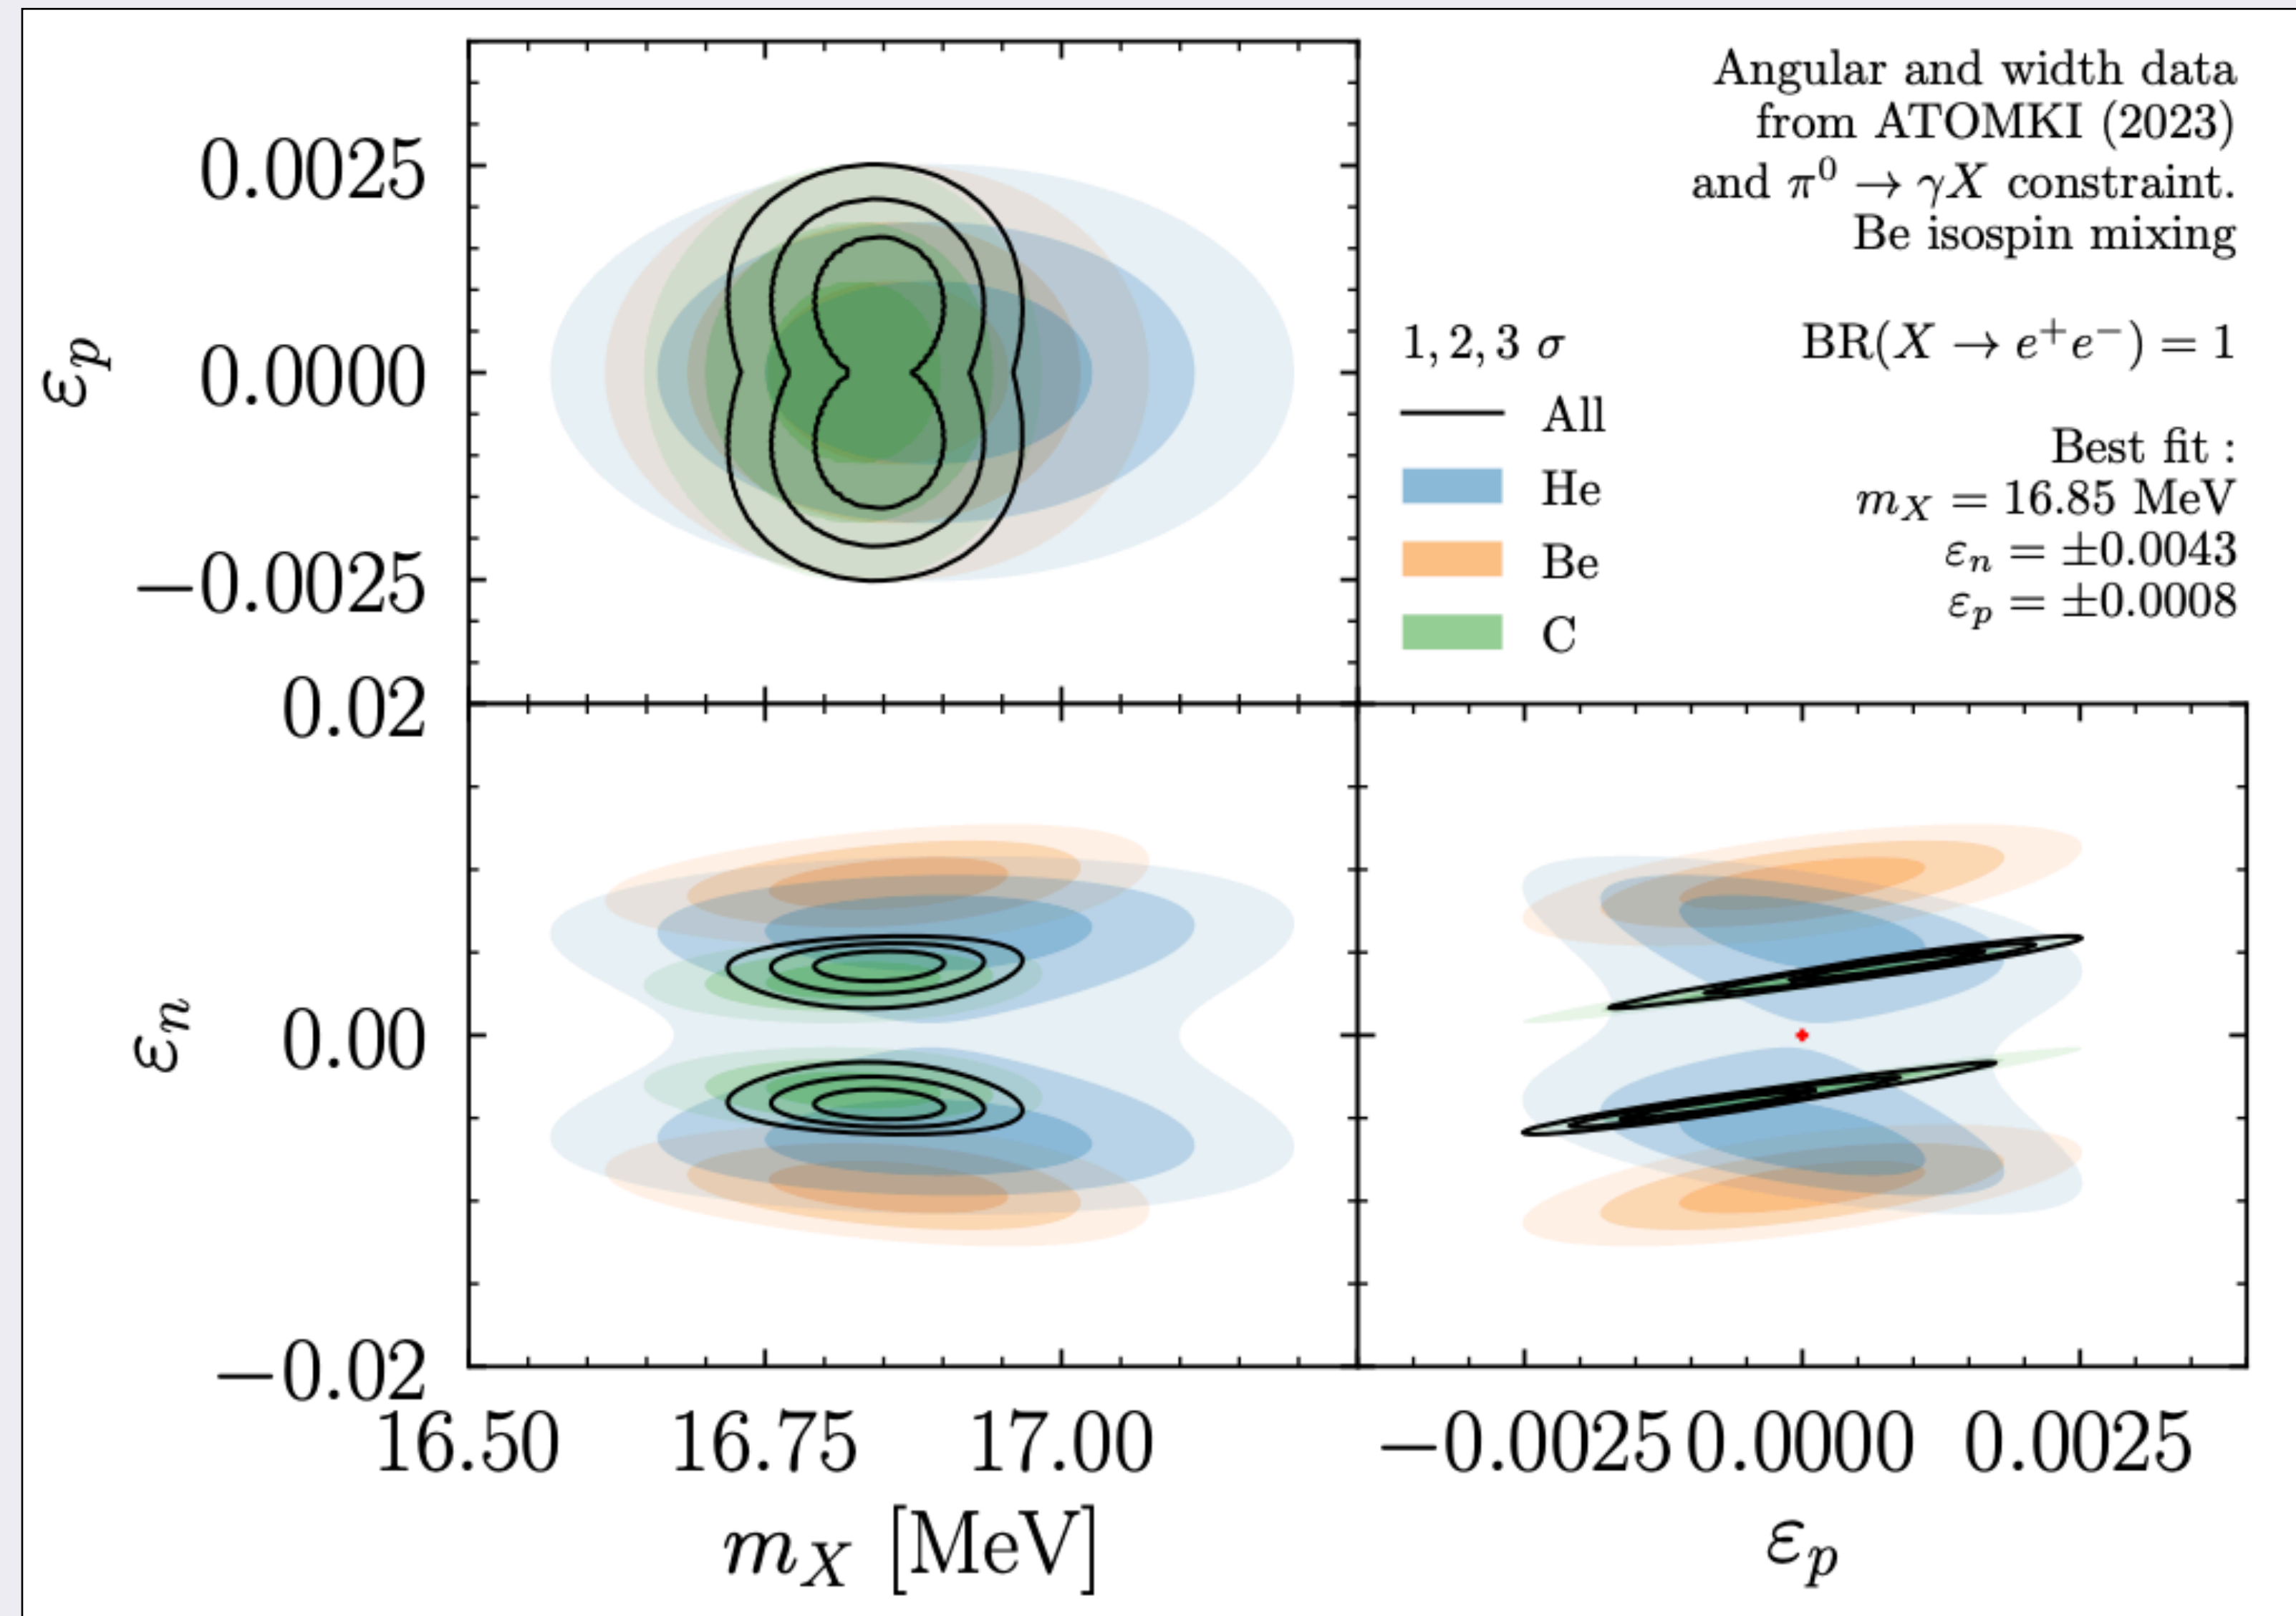 Angular and width data
from ATOMKI (2023)
and π⁰ → γX constraint.
Be isospin mixing
BR(X → e⁺e⁻) = 1
1, 2, 3 σ
All
He
Be
C
Best fit :
m_X = 16.85 MeV
ε_n = ±0.0043
ε_p = ±0.0008
0.0025
0.0000
−0.0025
ε_p
0.02
0.00
−0.02
ε_n
16.50 16.75 17.00
m_X [MeV]
−0.0025 0.0000 0.0025
ε_p